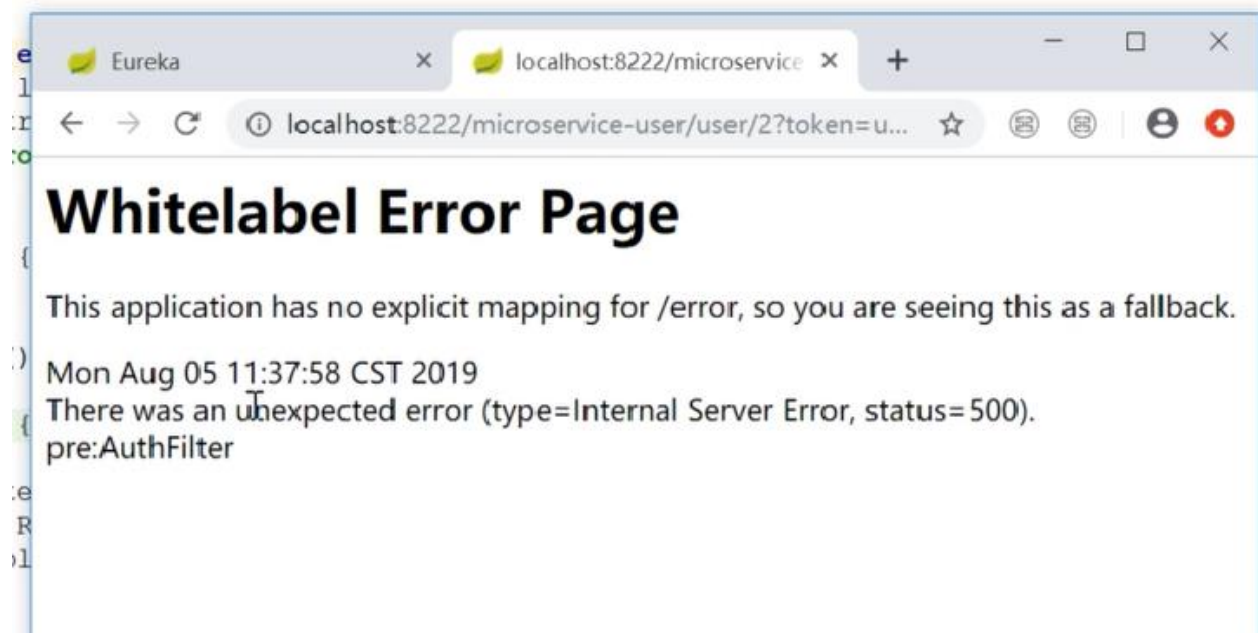 Eureka
localhost:8222/microservice
localhost:8222/microservice-user/user/2?token=u...
Whitelabel Error Page
This application has no explicit mapping for /error, so you are seeing this as a fallback.
Mon Aug 05 11:37:58 CST 2019
There was an unexpected error (type=Internal Server Error, status=500).
pre:AuthFilter